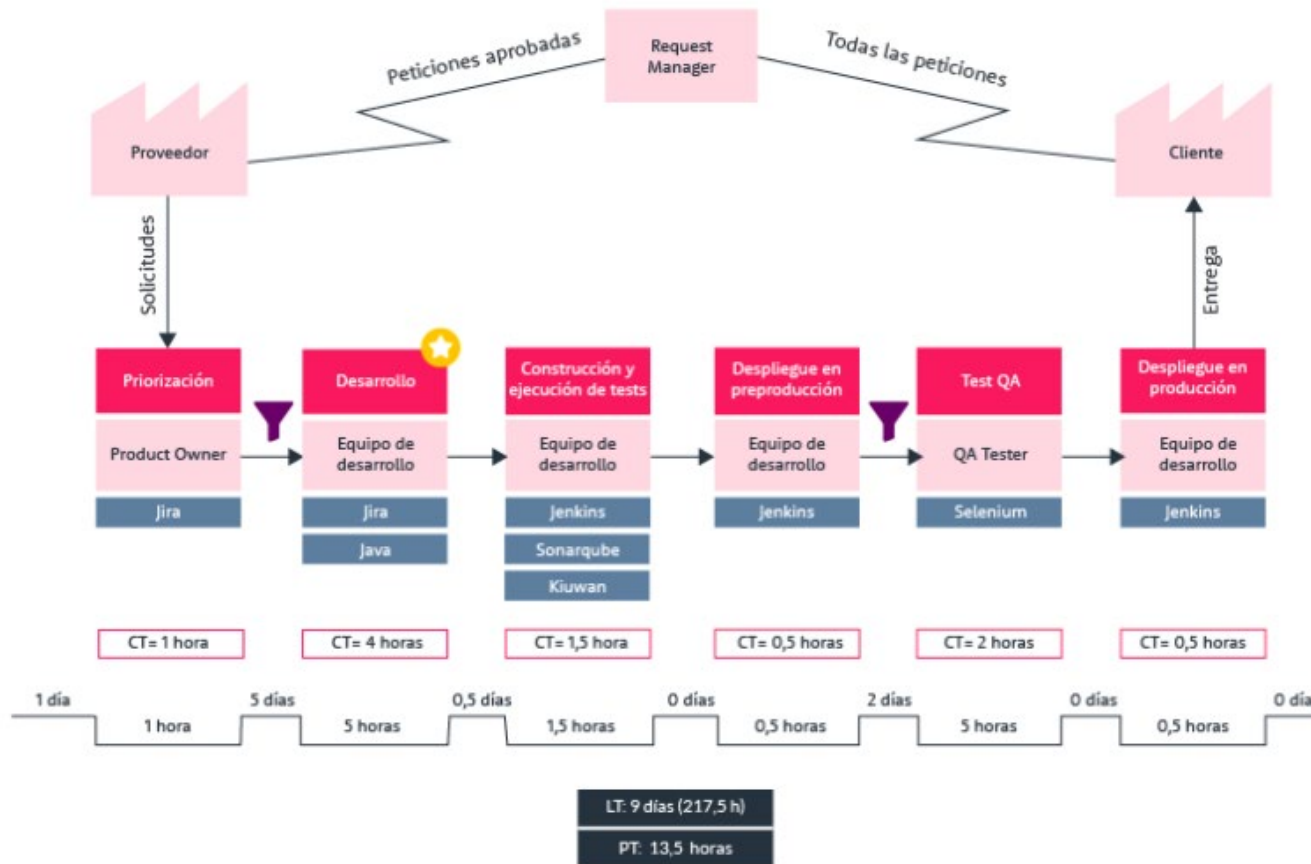 Peticiones aprobadas
Request
Manager
Todas las peticiones
Proveedor
Cliente
Solicitudes
Entrega
Priorización
Desarrollo
Construcción y
ejecución de tests
Despliegue en
preproducción
Test QA
Despliegue en
producción
Product Owner
Equipo de
desarrollo
Equipo de
desarrollo
Equipo de
desarrollo
QA Tester
Equipo de
desarrollo
Jira
Jira
Jenkins
Jenkins
Selenium
Jenkins
Java
Sonarqube
Kiuwan
CT= 1 hora
CT= 4 horas
CT= 1,5 hora
CT= 0,5 horas
CT= 2 horas
CT= 0,5 horas
1 día
5 días
0,5 días
0 días
2 días
0 días
0 día
1 hora
5 horas
1,5 horas
0,5 horas
5 horas
0,5 horas
LT: 9 días (217,5 h)
PT: 13,5 horas